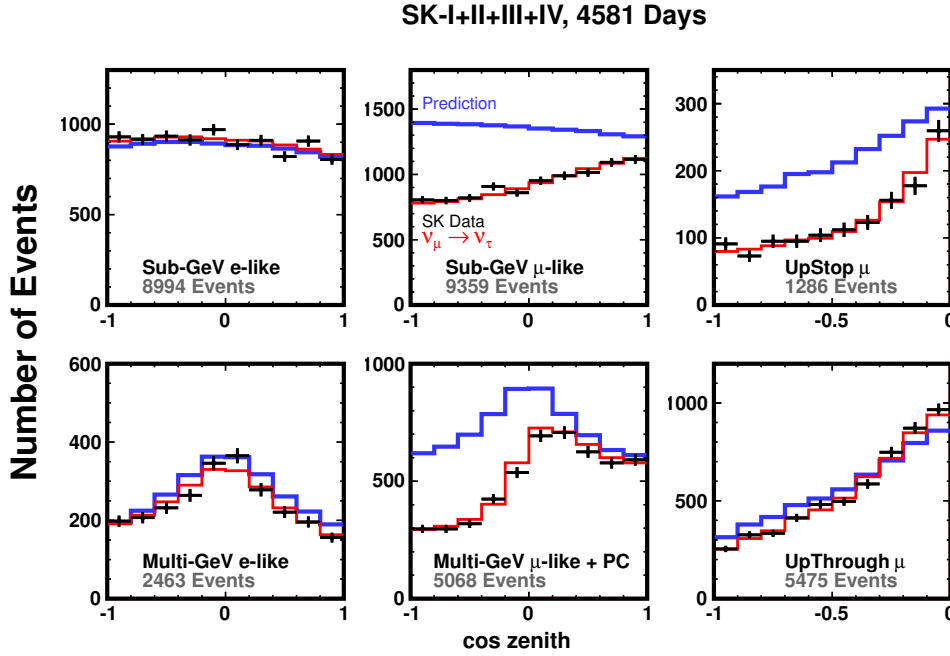 SK-I+II+III+IV, 4581 Days
Number of Events
1000
500
0
Sub-GeV e-like
8994 Events
-1 0 1
1500
1000
500
0
Prediction
SK Data
νμ → ντ
Sub-GeV μ-like
9359 Events
-1 0 1
300
200
100
0
UpStop μ
1286 Events
-1 -0.5 0
600
400
200
0
Multi-GeV e-like
2463 Events
-1 0 1
1000
500
0
Multi-GeV μ-like + PC
5068 Events
-1 0 1
1000
500
0
UpThrough μ
5475 Events
-1 -0.5 0
cos zenith